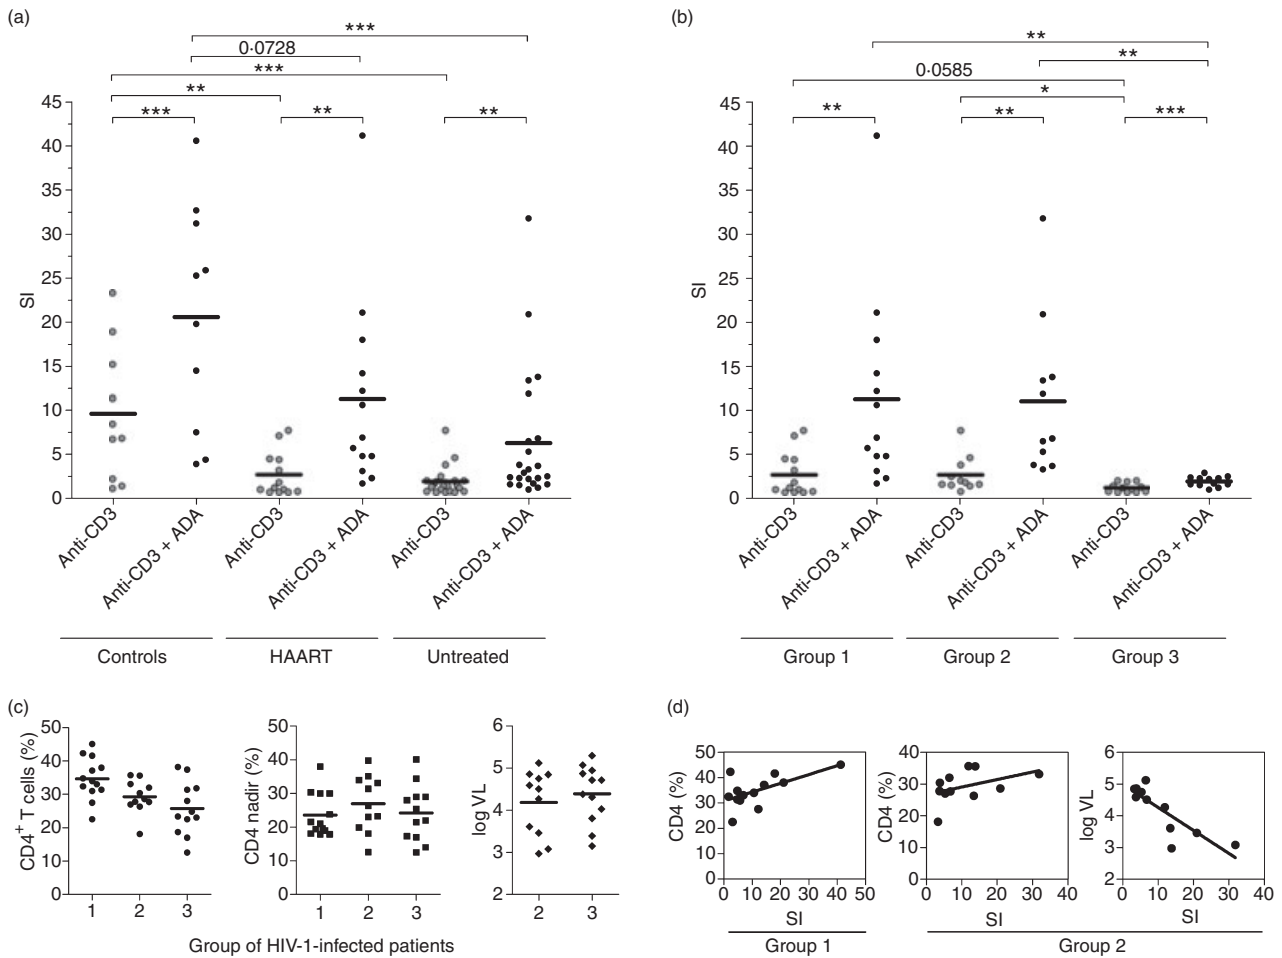 (a)
***
0·0728
***
**
*** ** **
45
40
35
30
25
20
15
10
5
0
SI
Anti-CD3 Anti-CD3 + ADA Anti-CD3 Anti-CD3 + ADA Anti-CD3 Anti-CD3 + ADA
Controls HAART Untreated
(b)
**
**
0·0585
*
** ** ***
45
40
35
30
25
20
15
10
5
0
SI
Anti-CD3 Anti-CD3 + ADA Anti-CD3 Anti-CD3 + ADA Anti-CD3 Anti-CD3 + ADA
Group 1 Group 2 Group 3
(c)
CD4+ T cells (%)
50
40
30
20
10
0
1 2 3
CD4 nadir (%)
50
40
30
20
10
0
1 2 3
log VL
6
5
4
3
2
2 3
Group of HIV-1-infected patients
(d)
CD4 (%)
50
40
30
20
10
0
0 10 20 30 40 50
SI
Group 1
CD4 (%)
40
30
20
10
0
0 10 20 30 40
SI
log VL
6
5
4
3
2
0 10 20 30 40
SI
Group 2